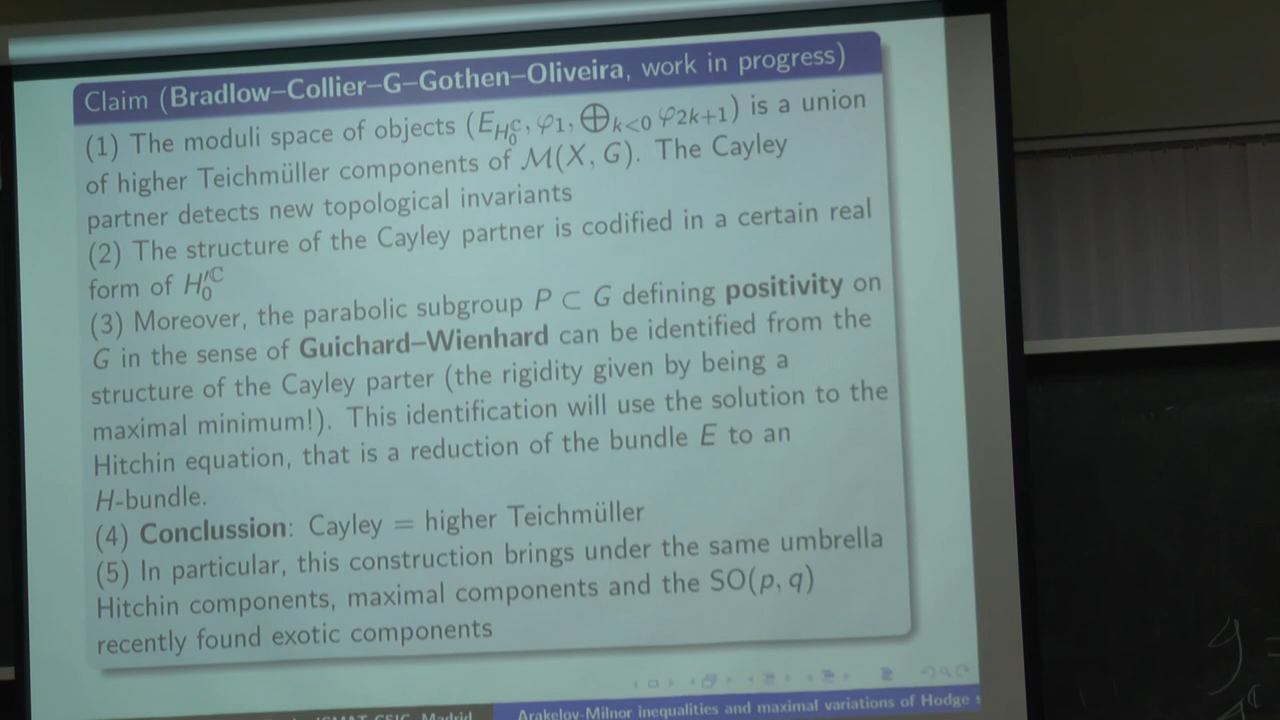 Claim (Bradlow–Collier–G–Gothen–Oliveira, work in progress)
(1) The moduli space of objects (E_{H_0^ℂ}, φ_1, ⊕_{k<0} φ_{2k+1}) is a union
of higher Teichmüller components of ℳ(X, G). The Cayley
partner detects new topological invariants
(2) The structure of the Cayley partner is codified in a certain real
form of H_0'^ℂ
(3) Moreover, the parabolic subgroup P ⊂ G defining positivity on
G in the sense of Guichard–Wienhard can be identified from the
structure of the Cayley parter (the rigidity given by being a
maximal minimum!). This identification will use the solution to the
Hitchin equation, that is a reduction of the bundle E to an
H-bundle.
(4) Conclussion: Cayley = higher Teichmüller
(5) In particular, this construction brings under the same umbrella
Hitchin components, maximal components and the SO(p, q)
recently found exotic components
ICMAT-CSIC, Madrid
Arakelov-Milnor inequalities and maximal variations of Hodge s